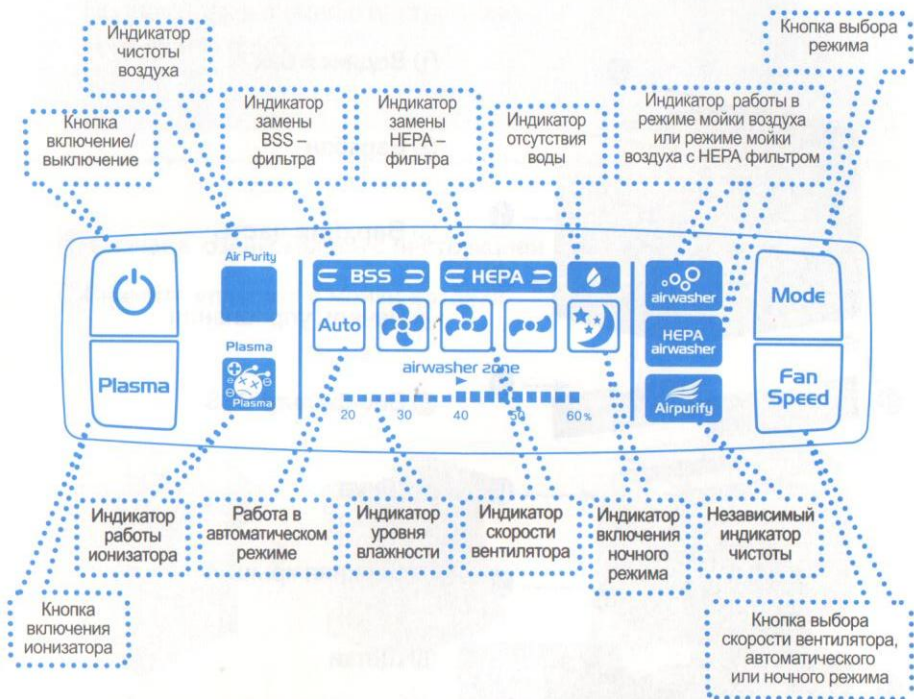 Индикатор
чистоты
воздуха
Кнопка выбора
режима
Кнопка
включение/
выключение
Индикатор
замены
BSS –
фильтра
Индикатор
замены
HEPA –
фильтра
Индикатор
отсутствия
воды
Индикатор работы в
режиме мойки воздуха
или режиме мойки
воздуха с HEPA фильтром
Air Purity
BSS
HEPA
airwasher
Mode
Auto
HEPA
airwasher
Plasma
Plasma
Plasma
airwasher zone
20 30 40 50 60%
Airpurify
Fan
Speed
Индикатор
работы
ионизатора
Работа в
автоматическом
режиме
Индикатор
уровня
влажности
Индикатор
скорости
вентилятора
Индикатор
включения
ночного
режима
Независимый
индикатор
чистоты
Кнопка
включения
ионизатора
Кнопка выбора
скорости вентилятора,
автоматического
или ночного режима